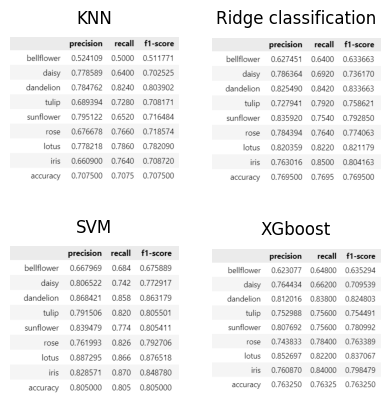 KNN
precision recall f1-score
bellflower 0.524109 0.5000 0.511771
daisy 0.778589 0.6400 0.702525
dandelion 0.784762 0.8240 0.803902
tulip 0.689394 0.7280 0.708171
sunflower 0.795122 0.6520 0.716484
rose 0.676678 0.7660 0.718574
lotus 0.778218 0.7860 0.782090
iris 0.660900 0.7640 0.708720
accuracy 0.707500 0.7075 0.707500
Ridge classification
precision recall f1-score
bellflower 0.627451 0.6400 0.633663
daisy 0.786364 0.6920 0.736170
dandelion 0.825490 0.8420 0.833663
tulip 0.727941 0.7920 0.758621
sunflower 0.835920 0.7540 0.792850
rose 0.784394 0.7640 0.774063
lotus 0.820359 0.8220 0.821179
iris 0.763016 0.8500 0.804163
accuracy 0.769500 0.7695 0.769500
SVM
precision recall f1-score
bellflower 0.667969 0.684 0.675889
daisy 0.806522 0.742 0.772917
dandelion 0.868421 0.858 0.863179
tulip 0.791506 0.820 0.805501
sunflower 0.839479 0.774 0.805411
rose 0.761993 0.826 0.792706
lotus 0.887295 0.866 0.876518
iris 0.828571 0.870 0.848780
accuracy 0.805000 0.805 0.805000
XGboost
precision recall f1-score
bellflower 0.623077 0.64800 0.635294
daisy 0.764434 0.66200 0.709539
dandelion 0.812016 0.83800 0.824803
tulip 0.752988 0.75600 0.754491
sunflower 0.807692 0.75600 0.780992
rose 0.743833 0.78400 0.763389
lotus 0.852697 0.82200 0.837067
iris 0.760870 0.84000 0.798479
accuracy 0.763250 0.76325 0.763250